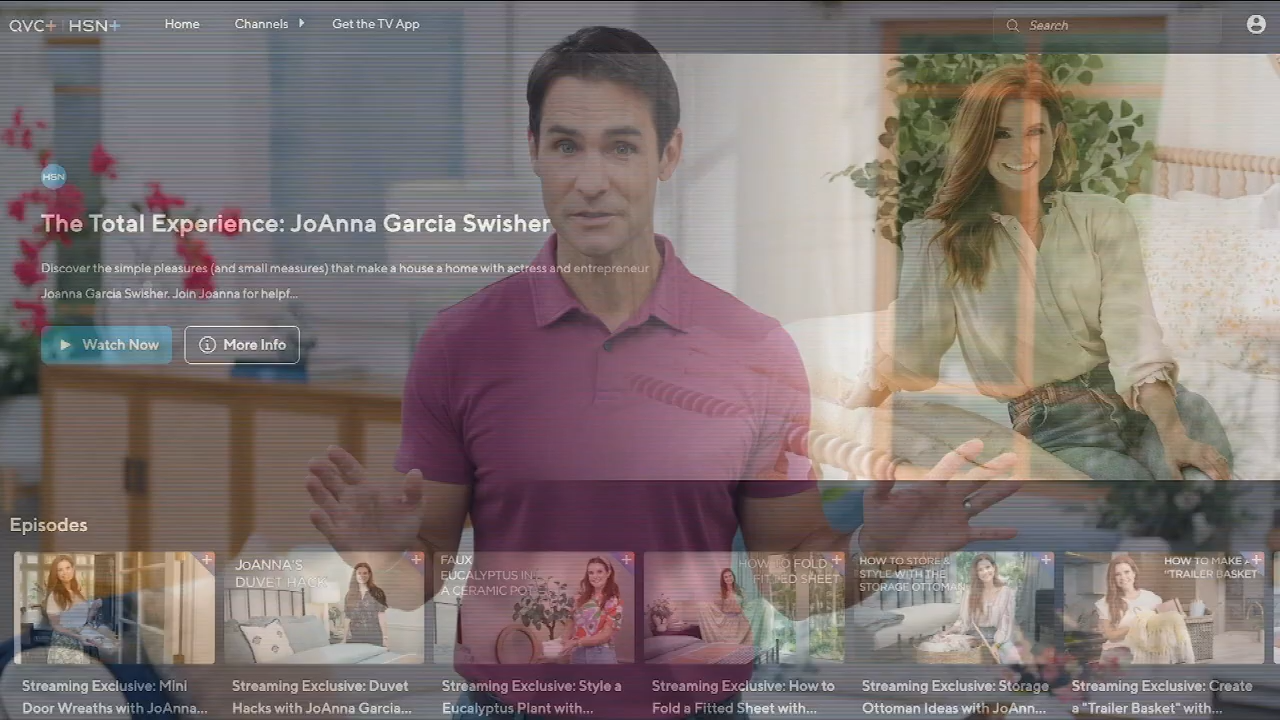 QVC+ | HSN+
Home
Channels
Get the TV App
Search
HSN
The Total Experience: JoAnna Garcia Swisher
Discover the simple pleasures (and small measures) that make a house a home with actress and entrepreneur
Joanna Garcia Swisher. Join Joanna for helpf...
Watch Now
More Info
Episodes
JoANNA'S
DUVET HACK
FAUX
EUCALYPTUS IN
A CERAMIC POT
HOW TO FOLD A
FITTED SHEET
HOW TO STORE &
STYLE WITH THE
STORAGE OTTOMAN
HOW TO MAKE A
"TRAILER BASKET"
Streaming Exclusive: Mini
Door Wreaths with JoAnna...
Streaming Exclusive: Duvet
Hacks with JoAnna Garcia...
Streaming Exclusive: Style a
Eucalyptus Plant with...
Streaming Exclusive: How to
Fold a Fitted Sheet with...
Streaming Exclusive: Storage
Ottoman Ideas with JoAnn...
Streaming Exclusive: Create
a "Trailer Basket" with...